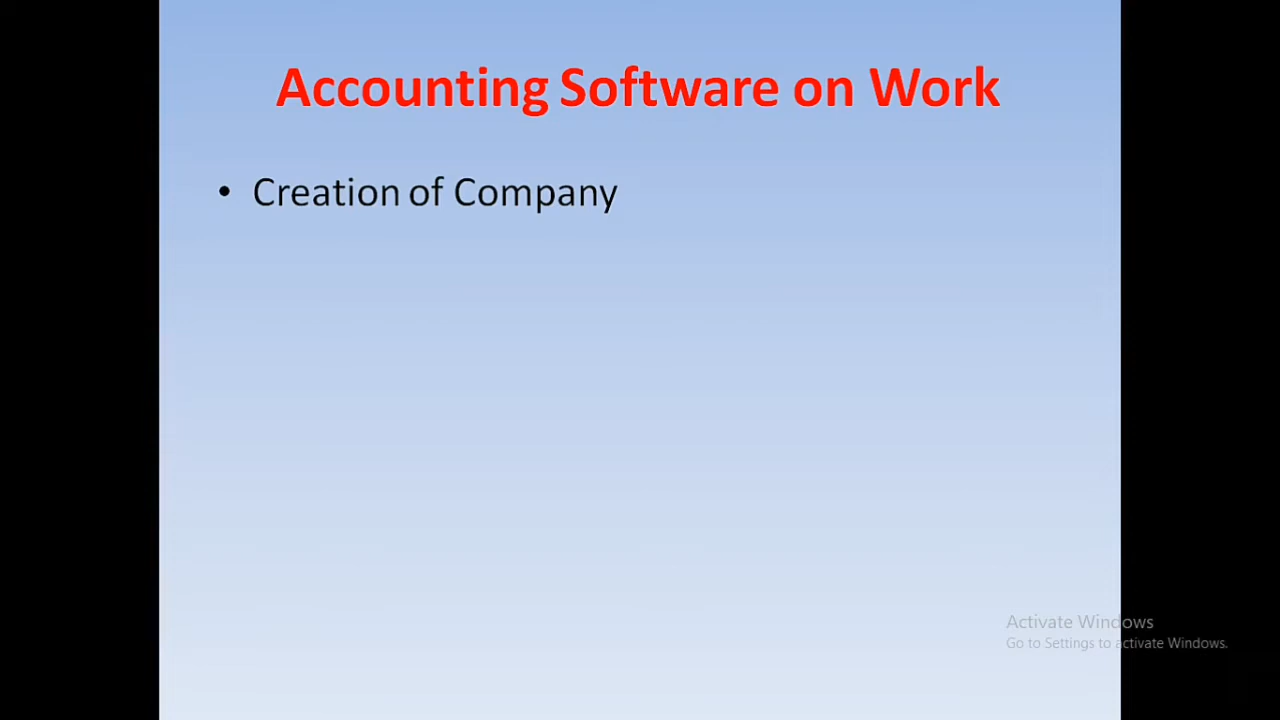 Accounting Software on Work
• Creation of Company
Activate Windows
Go to Settings to activate Windows.